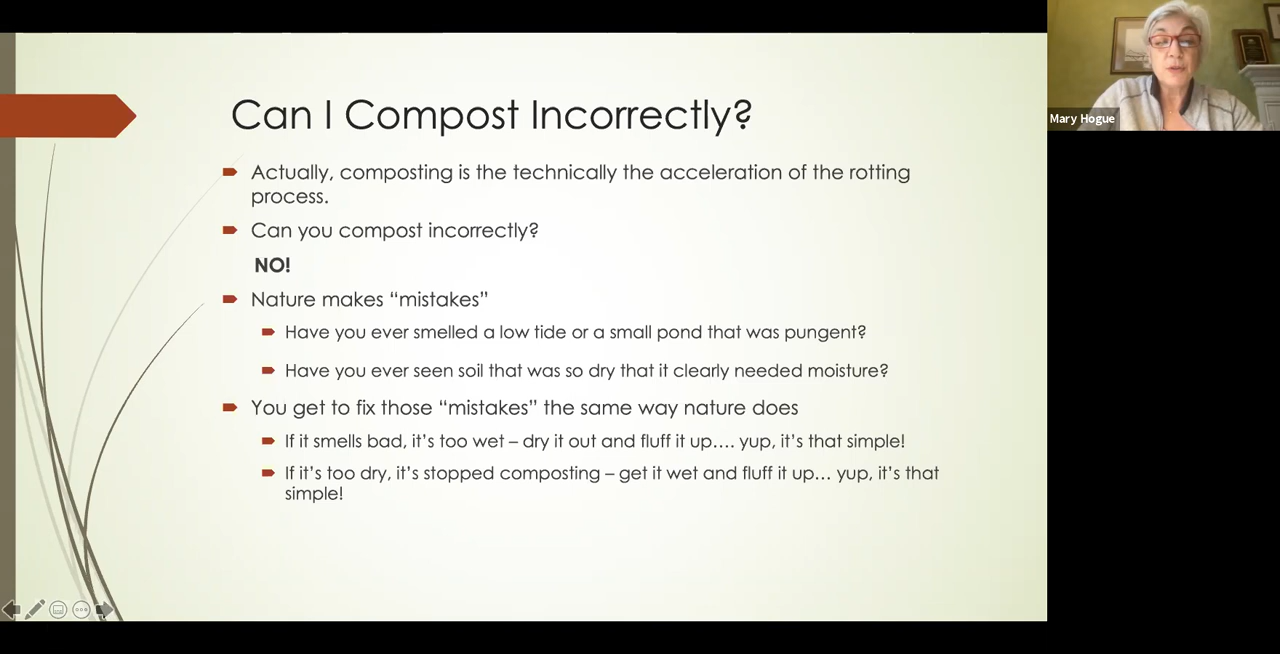 Can I Compost Incorrectly?
Actually, composting is the technically the acceleration of the rotting
process.
Can you compost incorrectly?
NO!
Nature makes “mistakes”
Have you ever smelled a low tide or a small pond that was pungent?
Have you ever seen soil that was so dry that it clearly needed moisture?
You get to fix those “mistakes” the same way nature does
If it smells bad, it’s too wet – dry it out and fluff it up…. yup, it’s that simple!
If it’s too dry, it’s stopped composting – get it wet and fluff it up… yup, it’s that
simple!
Mary Hogue